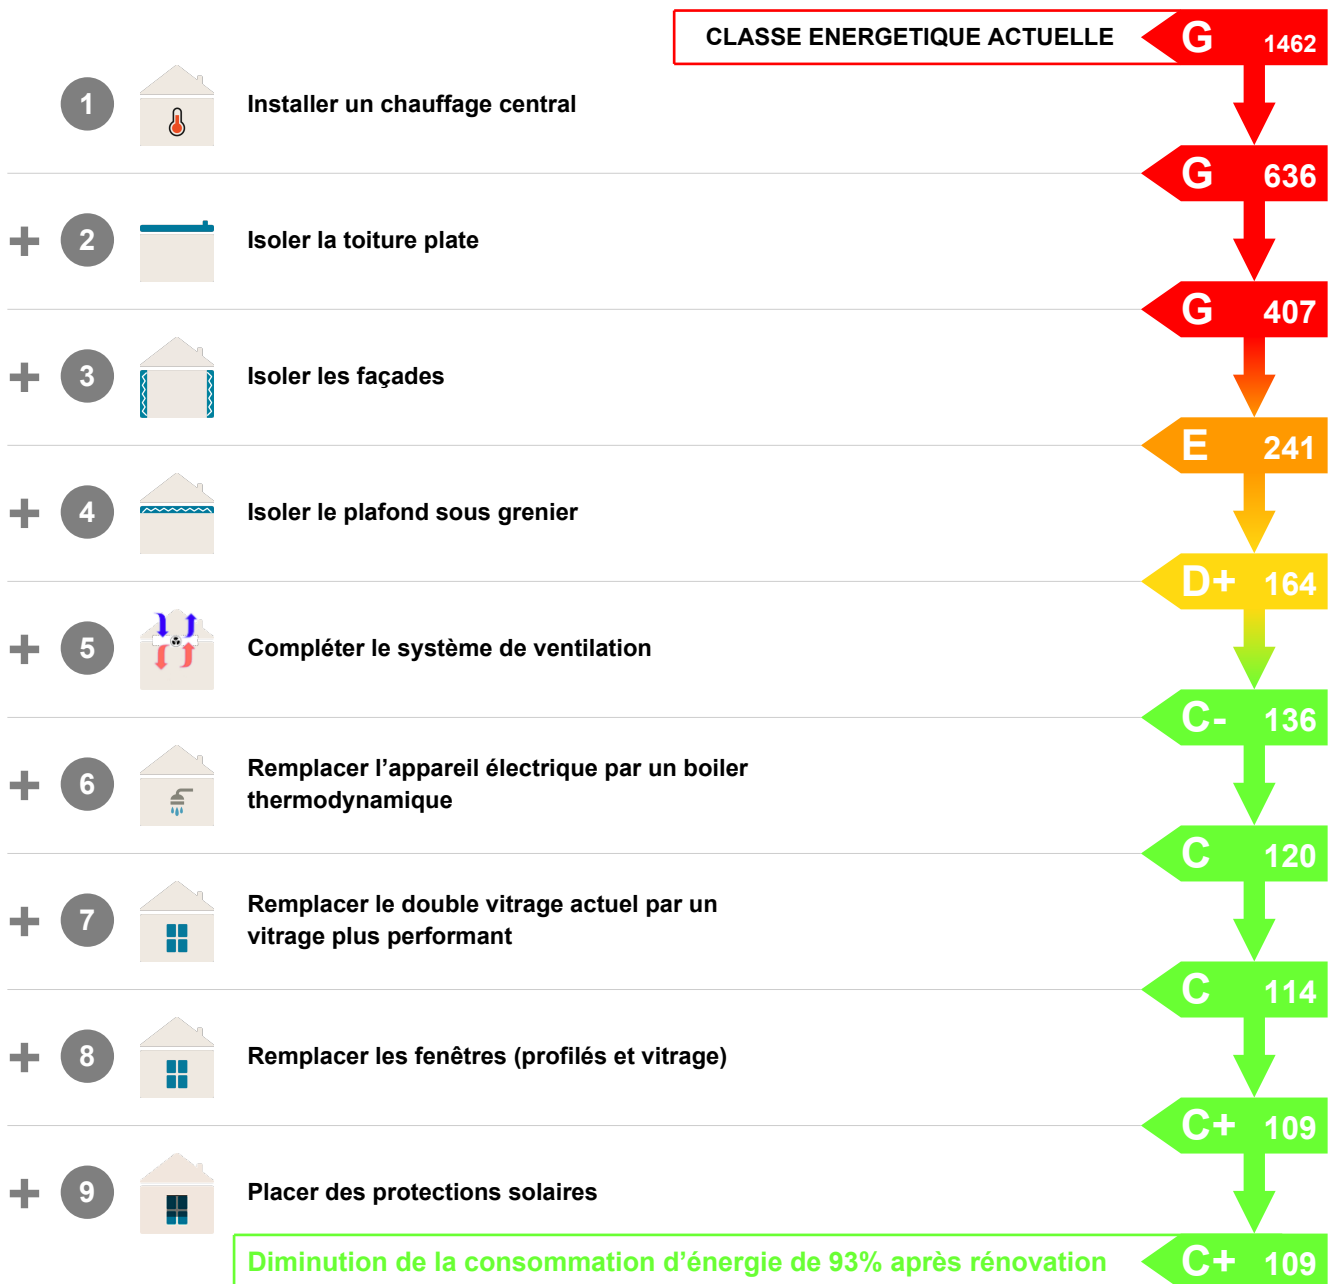 CLASSE ENERGETIQUE ACTUELLE G 1462
1 Installer un chauffage central
G 636
+ 2 Isoler la toiture plate
G 407
+ 3 Isoler les façades
E 241
+ 4 Isoler le plafond sous grenier
D+ 164
+ 5 Compléter le système de ventilation
C- 136
+ 6 Remplacer l’appareil électrique par un boiler
thermodynamique
C 120
+ 7 Remplacer le double vitrage actuel par un
vitrage plus performant
C 114
+ 8 Remplacer les fenêtres (profilés et vitrage)
C+ 109
+ 9 Placer des protections solaires
Diminution de la consommation d’énergie de 93% après rénovation C+ 109